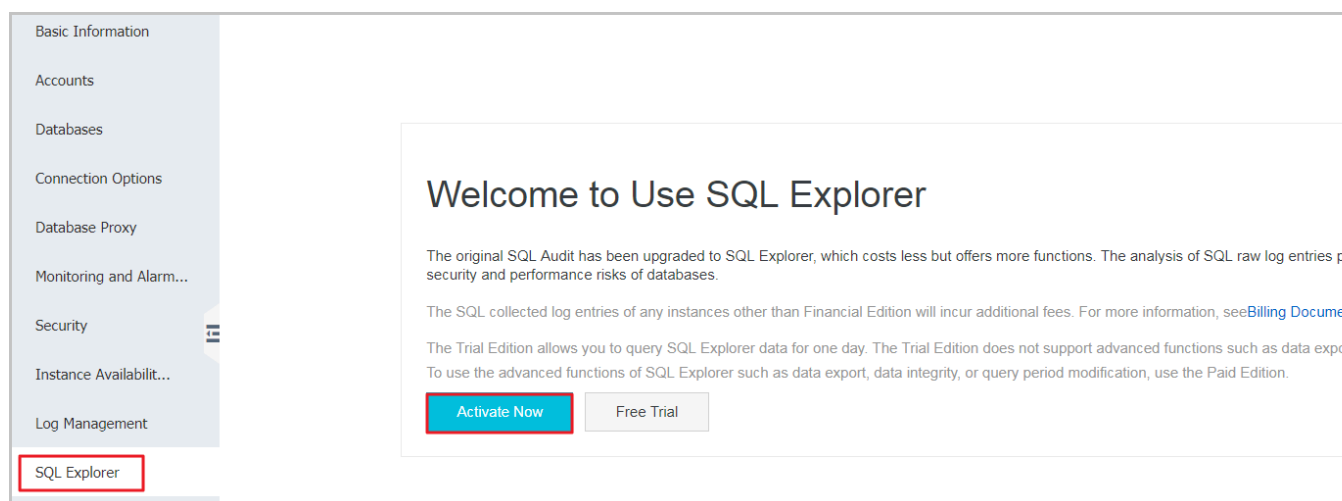 Basic Information
Accounts
Databases
Connection Options
Database Proxy
Monitoring and Alarm...
Security
Instance Availabilit...
Log Management
SQL Explorer
Welcome to Use SQL Explorer
The original SQL Audit has been upgraded to SQL Explorer, which costs less but offers more functions. The analysis of SQL raw log entries
security and performance risks of databases.
The SQL collected log entries of any instances other than Financial Edition will incur additional fees. For more information, seeBilling
The Trial Edition allows you to query SQL Explorer data for one day. The Trial Edition does not support advanced functions such as data
To use the advanced functions of SQL Explorer such as data export, data integrity, or query period modification, use the Paid Edition.
Activate Now
Free Trial